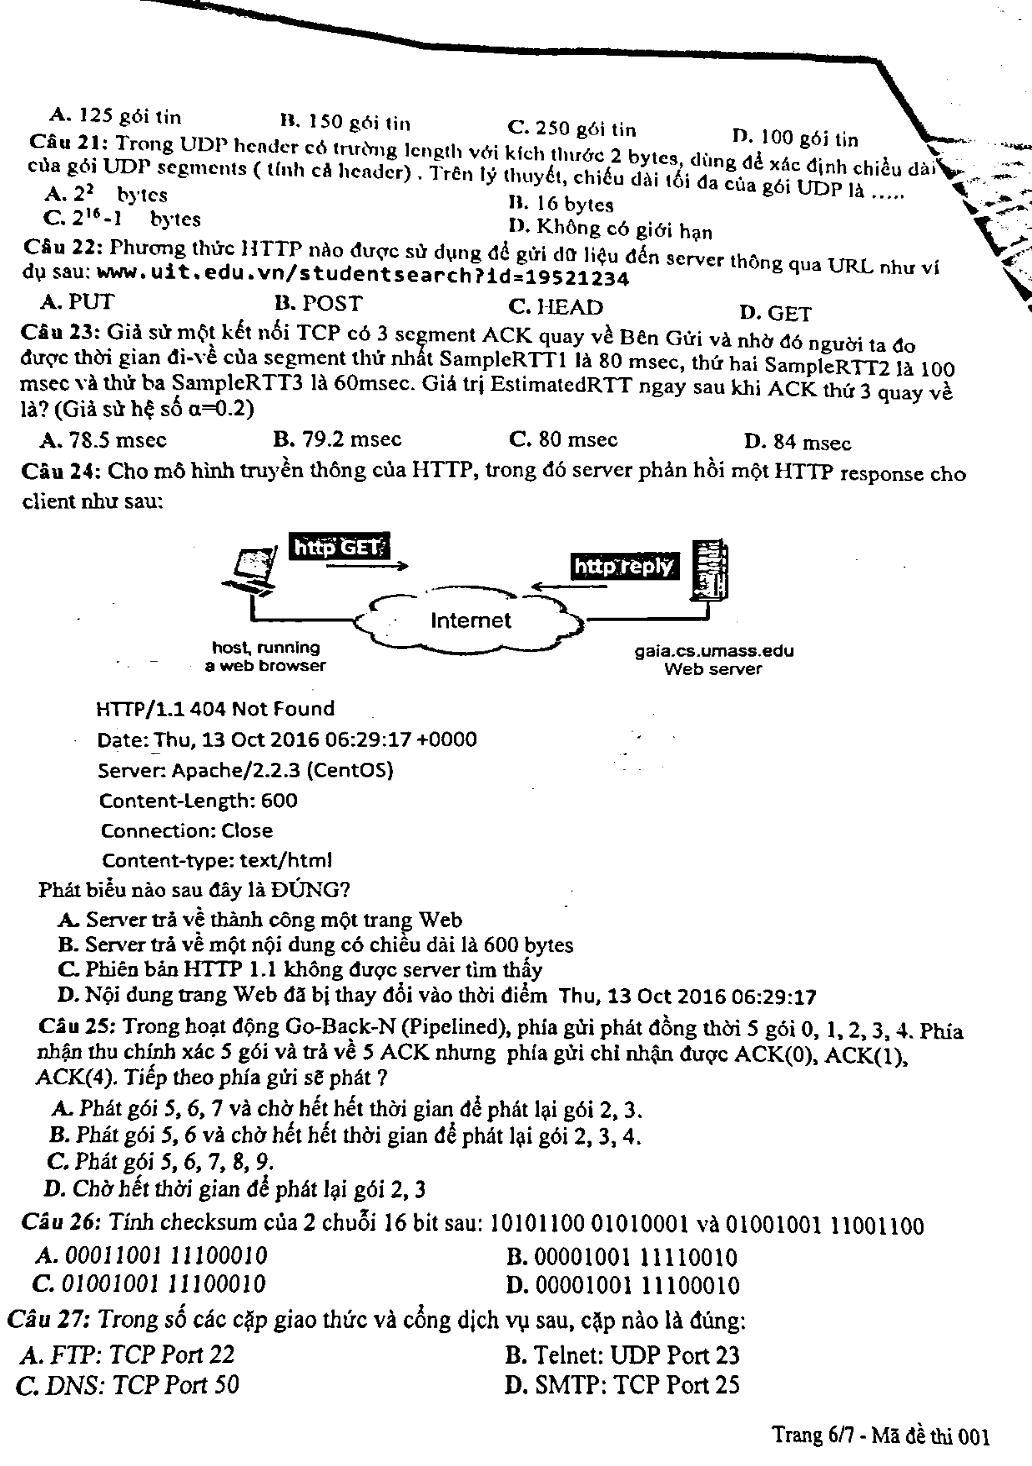 A. 125 gói tin B. 150 gói tin C. 250 gói tin D. 100 gói tin
Câu 21: Trong UDP header có trường length với kích thước 2 bytes, dùng để xác định chiều dài
của gói UDP segments ( tính cả header) . Trên lý thuyết, chiều dài tối đa của gói UDP là .....
A. 2² bytes B. 16 bytes
C. 2¹⁶-1 bytes D. Không có giới hạn
Câu 22: Phương thức HTTP nào được sử dụng để gửi dữ liệu đến server thông qua URL như ví
dụ sau: www.uit.edu.vn/studentsearch?id=19521234
A. PUT B. POST C. HEAD D. GET
Câu 23: Giả sử một kết nối TCP có 3 segment ACK quay về Bên Gửi và nhờ đó người ta đo
được thời gian đi-về của segment thứ nhất SampleRTT1 là 80 msec, thứ hai SampleRTT2 là 100
msec và thứ ba SampleRTT3 là 60msec. Giá trị EstimatedRTT ngay sau khi ACK thứ 3 quay về
là? (Giả sử hệ số α=0.2)
A. 78.5 msec B. 79.2 msec C. 80 msec D. 84 msec
Câu 24: Cho mô hình truyền thông của HTTP, trong đó server phản hồi một HTTP response cho
client như sau:
http GET
http reply
Internet
host, running
a web browser
gaia.cs.umass.edu
Web server
HTTP/1.1 404 Not Found
Date: Thu, 13 Oct 2016 06:29:17 +0000
Server: Apache/2.2.3 (CentOS)
Content-Length: 600
Connection: Close
Content-type: text/html
Phát biểu nào sau đây là ĐÚNG?
A. Server trả về thành công một trang Web
B. Server trả về một nội dung có chiều dài là 600 bytes
C. Phiên bản HTTP 1.1 không được server tìm thấy
D. Nội dung trang Web đã bị thay đổi vào thời điểm Thu, 13 Oct 2016 06:29:17
Câu 25: Trong hoạt động Go-Back-N (Pipelined), phía gửi phát đồng thời 5 gói 0, 1, 2, 3, 4. Phía
nhận thu chính xác 5 gói và trả về 5 ACK nhưng phía gửi chỉ nhận được ACK(0), ACK(1),
ACK(4). Tiếp theo phía gửi sẽ phát ?
A. Phát gói 5, 6, 7 và chờ hết hết thời gian để phát lại gói 2, 3.
B. Phát gói 5, 6 và chờ hết hết thời gian để phát lại gói 2, 3, 4.
C. Phát gói 5, 6, 7, 8, 9.
D. Chờ hết thời gian để phát lại gói 2, 3
Câu 26: Tính checksum của 2 chuỗi 16 bit sau: 10101100 01010001 và 01001001 11001100
A. 00011001 11100010 B. 00001001 11110010
C. 01001001 11100010 D. 00001001 11100010
Câu 27: Trong số các cặp giao thức và cổng dịch vụ sau, cặp nào là đúng:
A. FTP: TCP Port 22 B. Telnet: UDP Port 23
C. DNS: TCP Port 50 D. SMTP: TCP Port 25
Trang 6/7 - Mã đề thi 001